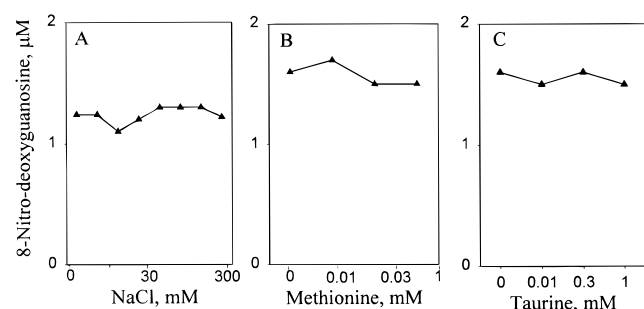 8-Nitro-deoxyguanosine, μM
A
2
1
0
0
30
300
NaCl, mM
B
2
1
0
0
0.01
0.03
1
Methionine, mM
C
2
1
0
0
0.01
0.3
1
Taurine, mM